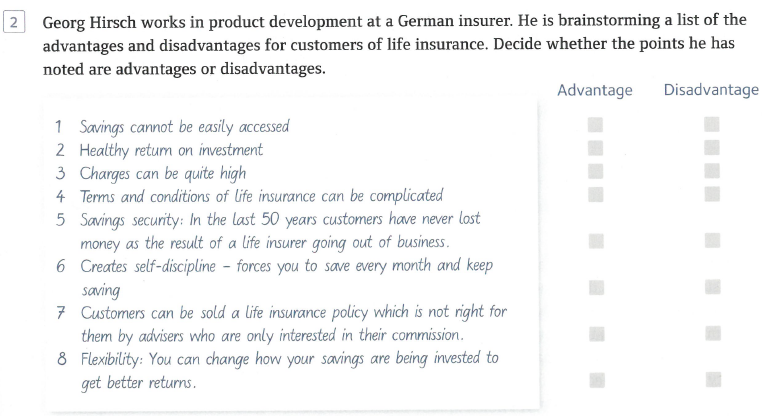 2 Georg Hirsch works in product development at a German insurer. He is brainstorming a list of the
advantages and disadvantages for customers of life insurance. Decide whether the points he has
noted are advantages or disadvantages.
Advantage Disadvantage
1 Savings cannot be easily accessed
2 Healthy return on investment
3 Charges can be quite high
4 Terms and conditions of life insurance can be complicated
5 Savings security: In the last 50 years customers have never lost
money as the result of a life insurer going out of business.
6 Creates self-discipline – forces you to save every month and keep
saving
7 Customers can be sold a life insurance policy which is not right for
them by advisers who are only interested in their commission.
8 Flexibility: You can change how your savings are being invested to
get better returns.